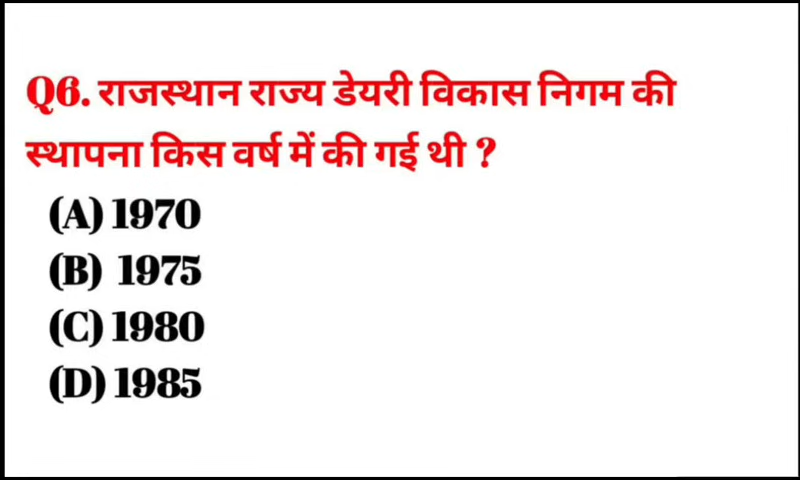 Q6. राजस्थान राज्य डेयरी विकास निगम की
स्थापना किस वर्ष में की गई थी ?
(A) 1970
(B) 1975
(C) 1980
(D) 1985